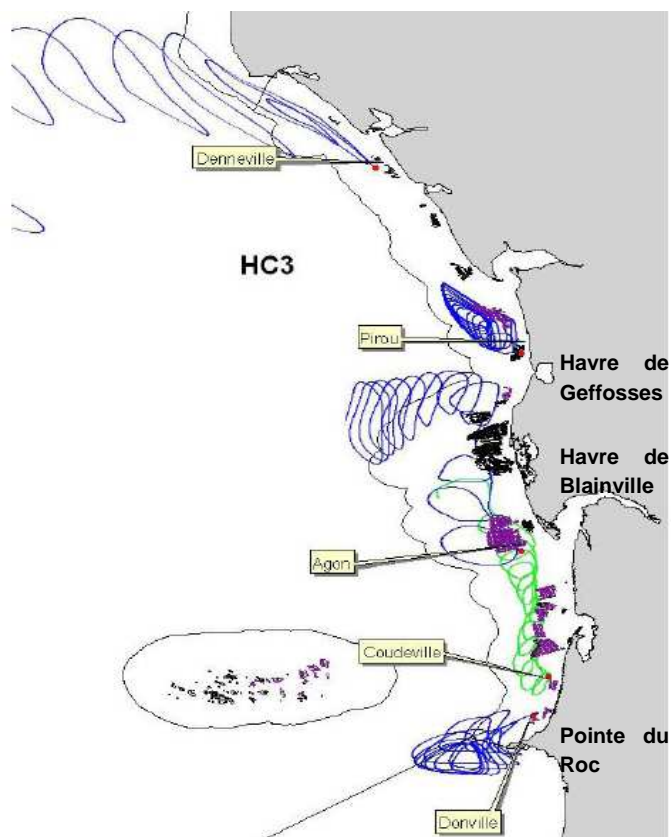 Denneville
HC3
Pirou
Havre de
Geffosses
Havre de
Blainville
Agon
Coudeville
Pointe du
Roc
Donville